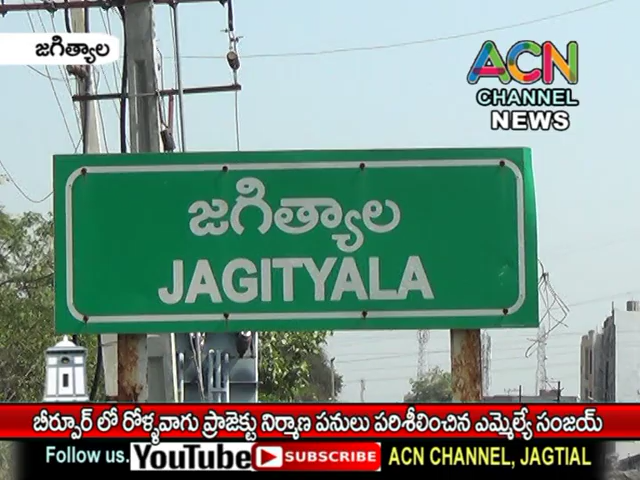 జగిత్యాల
ACN
CHANNEL
NEWS
జగిత్యాల
JAGITYALA
బీర్పూర్ లో రోళ్ళవాగు ప్రాజెక్టు నిర్మాణ పనులు పరిశీలించిన ఎమ్మెల్యే సంజయ్
Follow us. YouTube SUBSCRIBE ACN CHANNEL, JAGTIAL